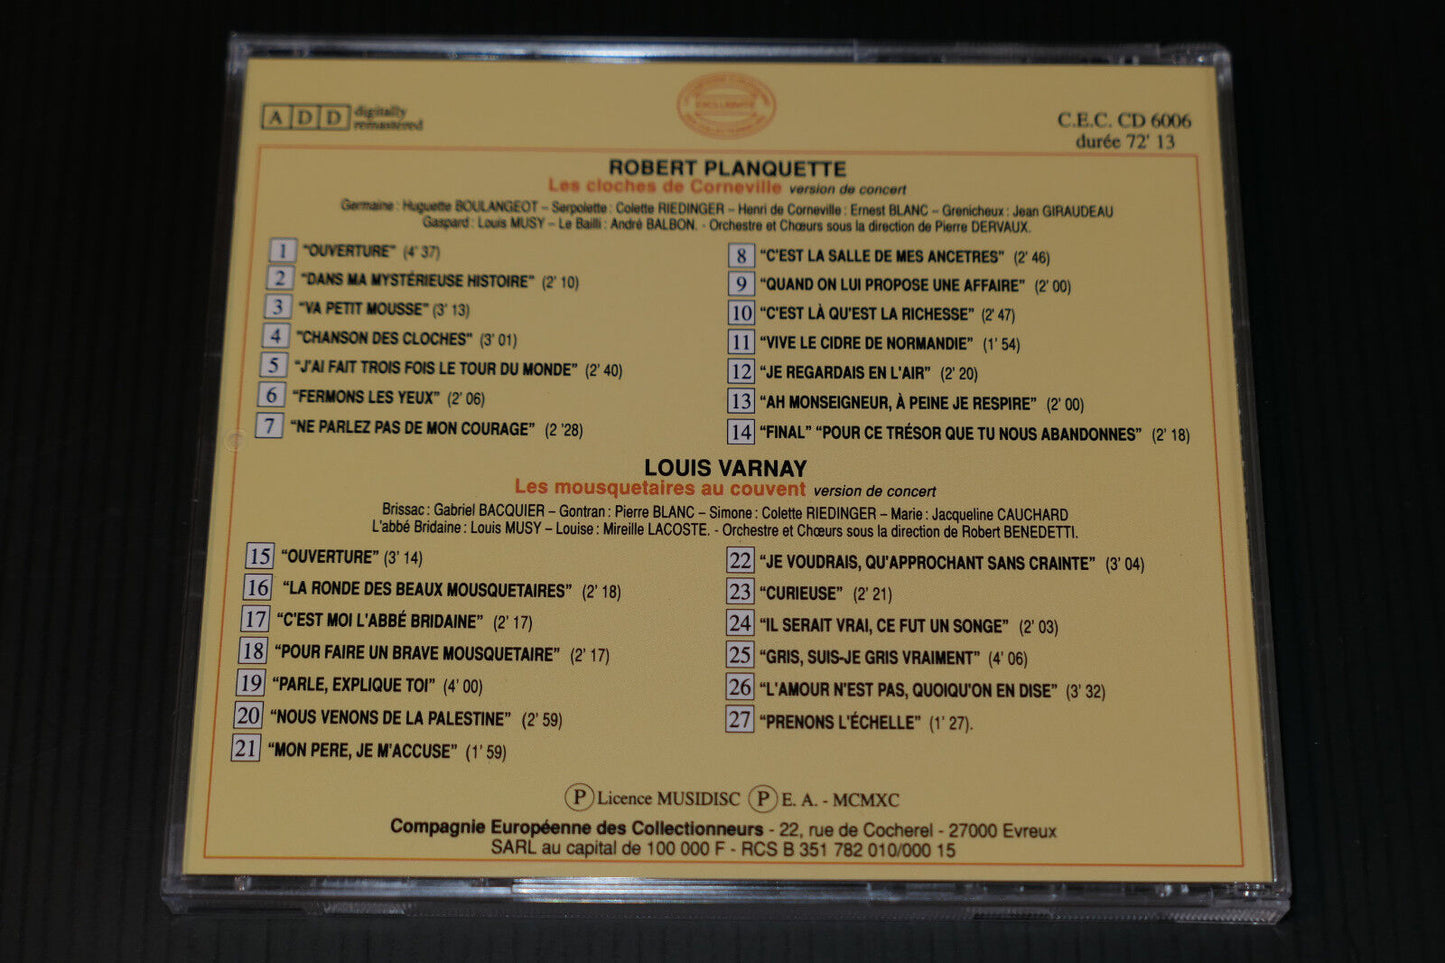 A D D digitally
remastered
EXCLUSIVITÉ
C.E.C. CD 6006
durée 72' 13
ROBERT PLANQUETTE
Les cloches de Corneville version de concert
Germaine : Huguette BOULANGEOT – Serpolette : Colette RIEDINGER – Henri de Corneville : Ernest BLANC – Grenicheux : Jean GIRAUDEAU
Gaspard : Louis MUSY – Le Bailli : André BALBON. - Orchestre et Chœurs sous la direction de Pierre DERVAUX.
1 “OUVERTURE” (4' 37)
2 “DANS MA MYSTÉRIEUSE HISTOIRE” (2' 10)
3 “VA PETIT MOUSSE” (3' 13)
4 “CHANSON DES CLOCHES” (3' 01)
5 “J'AI FAIT TROIS FOIS LE TOUR DU MONDE” (2' 40)
6 “FERMONS LES YEUX” (2' 06)
7 “NE PARLEZ PAS DE MON COURAGE” (2 '28)
8 “C'EST LA SALLE DE MES ANCETRES” (2' 46)
9 “QUAND ON LUI PROPOSE UNE AFFAIRE” (2' 00)
10 “C'EST LÀ QU'EST LA RICHESSE” (2' 47)
11 “VIVE LE CIDRE DE NORMANDIE” (1' 54)
12 “JE REGARDAIS EN L'AIR” (2' 20)
13 “AH MONSEIGNEUR, À PEINE JE RESPIRE” (2' 00)
14 “FINAL” “POUR CE TRÉSOR QUE TU NOUS ABANDONNES” (2' 18)
LOUIS VARNAY
Les mousquetaires au couvent version de concert
Brissac : Gabriel BACQUIER – Gontran : Pierre BLANC – Simone : Colette RIEDINGER – Marie : Jacqueline CAUCHARD
L'abbé Bridaine : Louis MUSY – Louise : Mireille LACOSTE. - Orchestre et Chœurs sous la direction de Robert BENEDETTI.
15 “OUVERTURE” (3' 14)
16 “LA RONDE DES BEAUX MOUSQUETAIRES” (2' 18)
17 “C'EST MOI L'ABBÉ BRIDAINE” (2' 17)
18 “POUR FAIRE UN BRAVE MOUSQUETAIRE” (2' 17)
19 “PARLE, EXPLIQUE TOI” (4' 00)
20 “NOUS VENONS DE LA PALESTINE” (2' 59)
21 “MON PERE, JE M'ACCUSE” (1' 59)
22 “JE VOUDRAIS, QU'APPROCHANT SANS CRAINTE” (3' 04)
23 “CURIEUSE” (2' 21)
24 “IL SERAIT VRAI, CE FUT UN SONGE” (2' 03)
25 “GRIS, SUIS-JE GRIS VRAIMENT” (4' 06)
26 “L'AMOUR N'EST PAS, QUOIQU'ON EN DISE” (3' 32)
27 “PRENONS L'ÉCHELLE” (1' 27).
Ⓟ Licence MUSIDISC Ⓟ E. A. - MCMXC
Compagnie Européenne des Collectionneurs - 22, rue de Cocherel - 27000 Evreux
SARL au capital de 100 000 F - RCS B 351 782 010/000 15